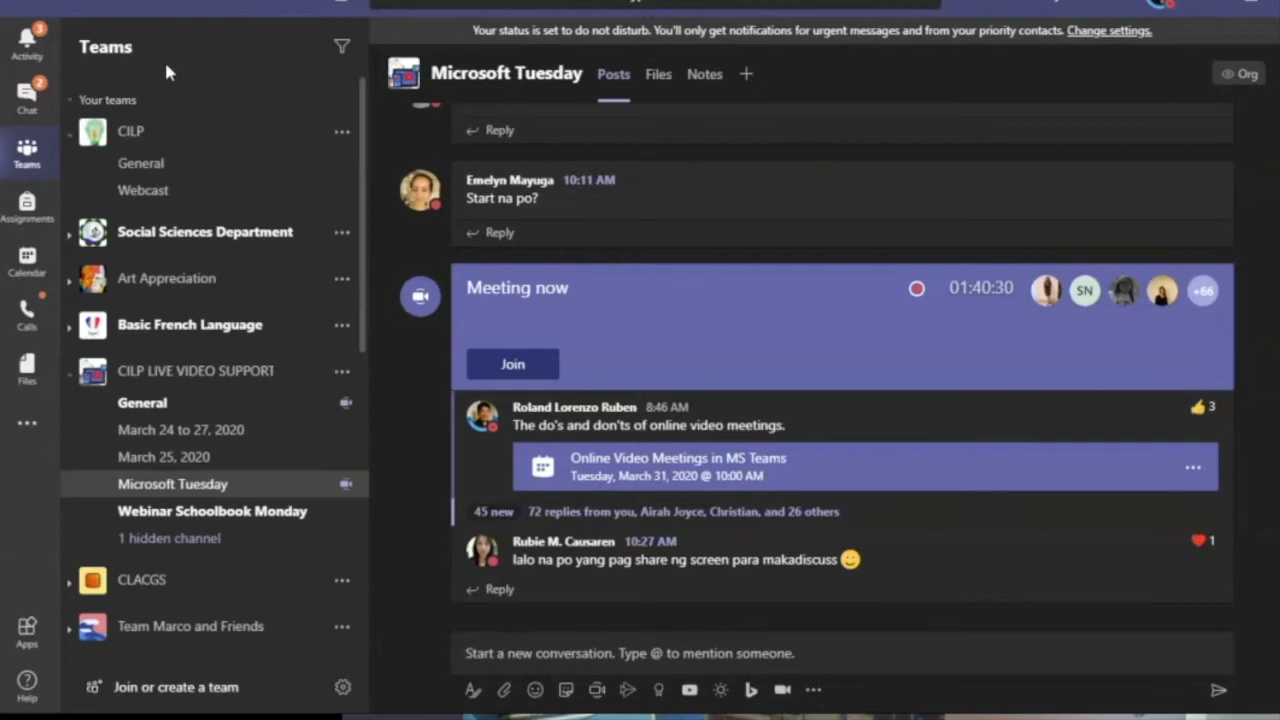 Your status is set to do not disturb. You'll only get notifications for urgent messages and from your priority contacts. Change settings.
3
Activity
2
Chat
Teams
Assignments
Calendar
Calls
Files
Apps
Help
Teams
Your teams
CILP
General
Webcast
Social Sciences Department
Art Appreciation
Basic French Language
CILP LIVE VIDEO SUPPORT
General
March 24 to 27, 2020
March 25, 2020
Microsoft Tuesday
Webinar Schoolbook Monday
1 hidden channel
CLACGS
Team Marco and Friends
Join or create a team
Microsoft Tuesday Posts Files Notes
Org
Reply
Emelyn Mayuga 10:11 AM
Start na po?
Reply
Meeting now 01:40:30 SN +66
Join
Roland Lorenzo Ruben 8:46 AM 3
The do's and don'ts of online video meetings.
Online Video Meetings in MS Teams
Tuesday, March 31, 2020 @ 10:00 AM
45 new 72 replies from you, Airah Joyce, Christian, and 26 others
Rubie M. Causaren 10:27 AM 1
lalo na po yang pag share ng screen para makadiscuss
Reply
Start a new conversation. Type @ to mention someone.